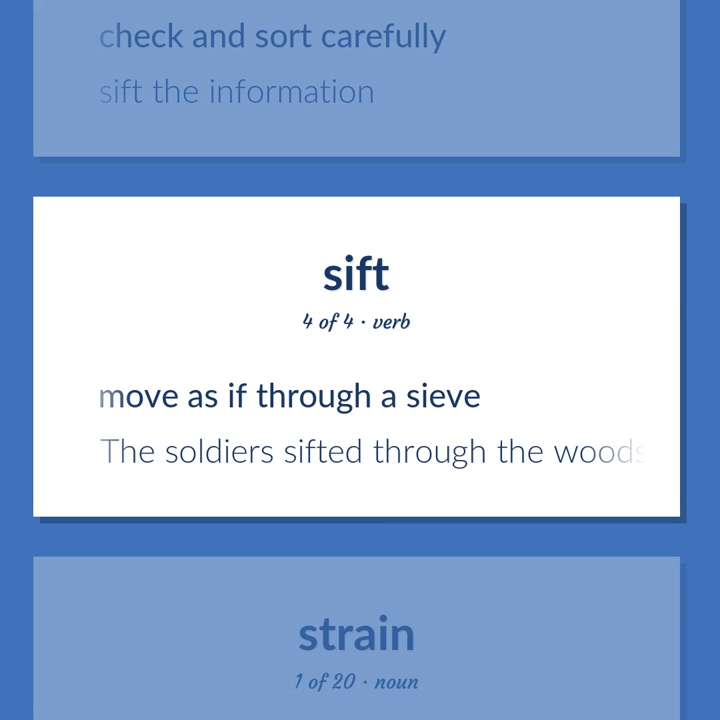 check and sort carefully
sift the information
sift
4 of 4 · verb
move as if through a sieve
The soldiers sifted through the woods
strain
1 of 20 · noun